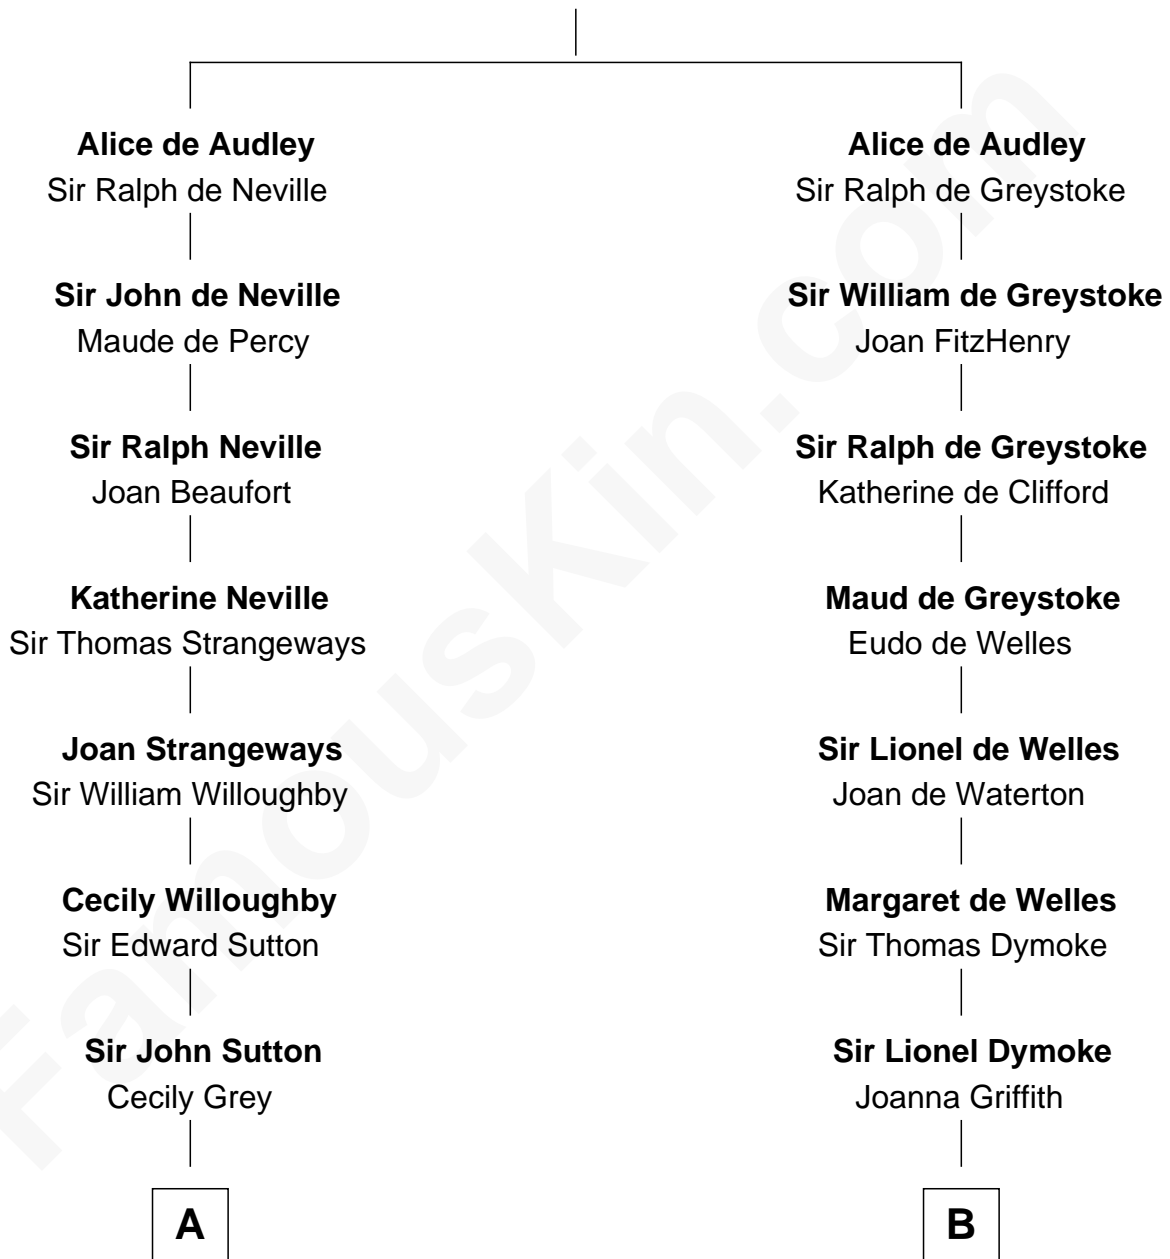 Alice de Audley
Sir Ralph de Neville
Sir John de Neville
Maude de Percy
Sir Ralph Neville
Joan Beaufort
Katherine Neville
Sir Thomas Strangeways
Joan Strangeways
Sir William Willoughby
Cecily Willoughby
Sir Edward Sutton
Sir John Sutton
Cecily Grey
A
Alice de Audley
Sir Ralph de Greystoke
Sir William de Greystoke
Joan FitzHenry
Sir Ralph de Greystoke
Katherine de Clifford
Maud de Greystoke
Eudo de Welles
Sir Lionel de Welles
Joan de Waterton
Margaret de Welles
Sir Thomas Dymoke
Sir Lionel Dymoke
Joanna Griffith
B
FamousKin.com